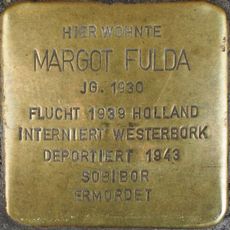 HIER WOHNTE
MARGOT FULDA
JG. 1930
FLUCHT 1939 HOLLAND
INTERNIERT WESTERBORK
DEPORTIERT 1943
SOBIBOR
ERMORDET